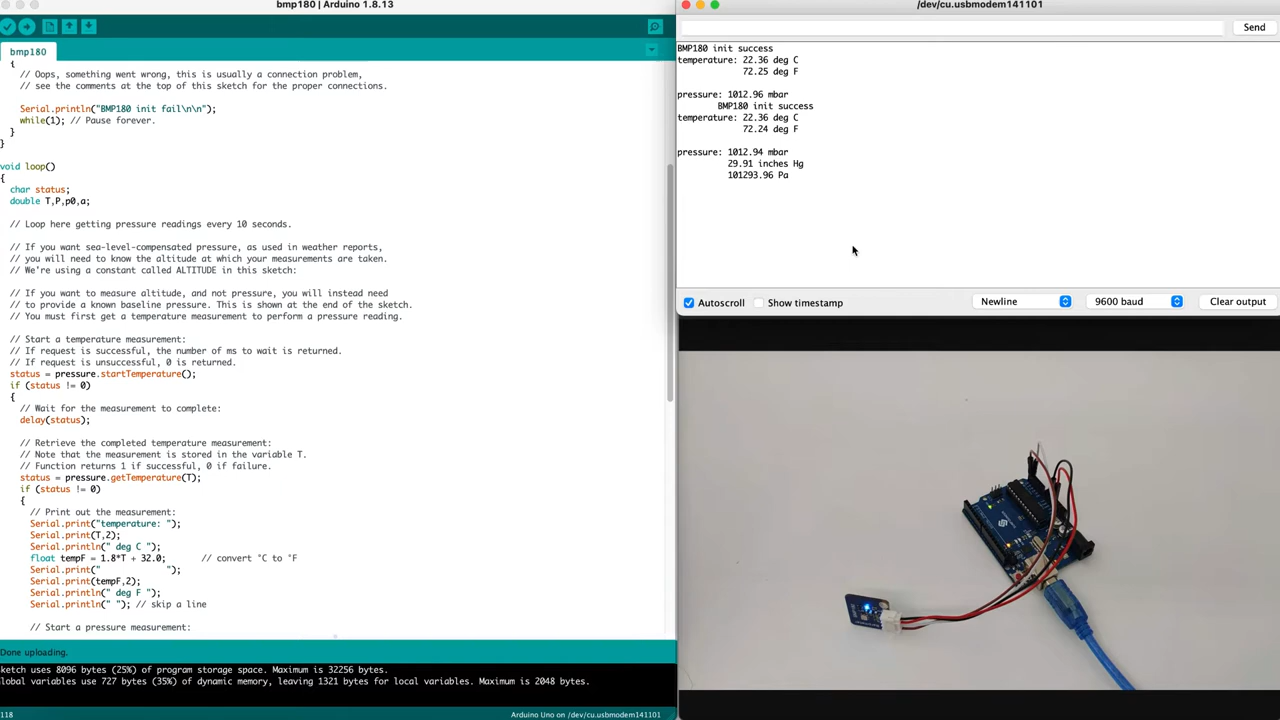 bmp180 | Arduino 1.8.13
bmp180
{
// Oops, something went wrong, this is usually a connection problem,
// see the comments at the top of this sketch for the proper connections.
Serial.println("BMP180 init fail\n\n");
while(1); // Pause forever.
}
}
void loop()
{
char status;
double T,P,p0,a;
// Loop here getting pressure readings every 10 seconds.
// If you want sea-level-compensated pressure, as used in weather reports,
// you will need to know the altitude at which your measurements are taken.
// We're using a constant called ALTITUDE in this sketch:
// If you want to measure altitude, and not pressure, you will instead need
// to provide a known baseline pressure. This is shown at the end of the sketch.
// You must first get a temperature measurement to perform a pressure reading.
// Start a temperature measurement:
// If request is successful, the number of ms to wait is returned.
// If request is unsuccessful, 0 is returned.
status = pressure.startTemperature();
if (status != 0)
{
// Wait for the measurement to complete:
delay(status);
// Retrieve the completed temperature measurement:
// Note that the measurement is stored in the variable T.
// Function returns 1 if successful, 0 if failure.
status = pressure.getTemperature(T);
if (status != 0)
{
// Print out the measurement:
Serial.print("temperature: ");
Serial.print(T,2);
Serial.println(" deg C ");
float tempF = 1.8*T + 32.0; // convert °C to °F
Serial.print("             ");
Serial.print(tempF,2);
Serial.println(" deg F ");
Serial.println(" "); // skip a line
// Start a pressure measurement:
Done uploading.
ketch uses 8096 bytes (25%) of program storage space. Maximum is 32256 bytes.
lobal variables use 727 bytes (35%) of dynamic memory, leaving 1321 bytes for local variables. Maximum is 2048 bytes.
118
Arduino Uno on /dev/cu.usbmodem141101
/dev/cu.usbmodem141101
Send
BMP180 init success
temperature: 22.36 deg C
72.25 deg F
pressure: 1012.96 mbar
BMP180 init success
temperature: 22.36 deg C
72.24 deg F
pressure: 1012.94 mbar
29.91 inches Hg
101293.96 Pa
Autoscroll Show timestamp Newline 9600 baud Clear output